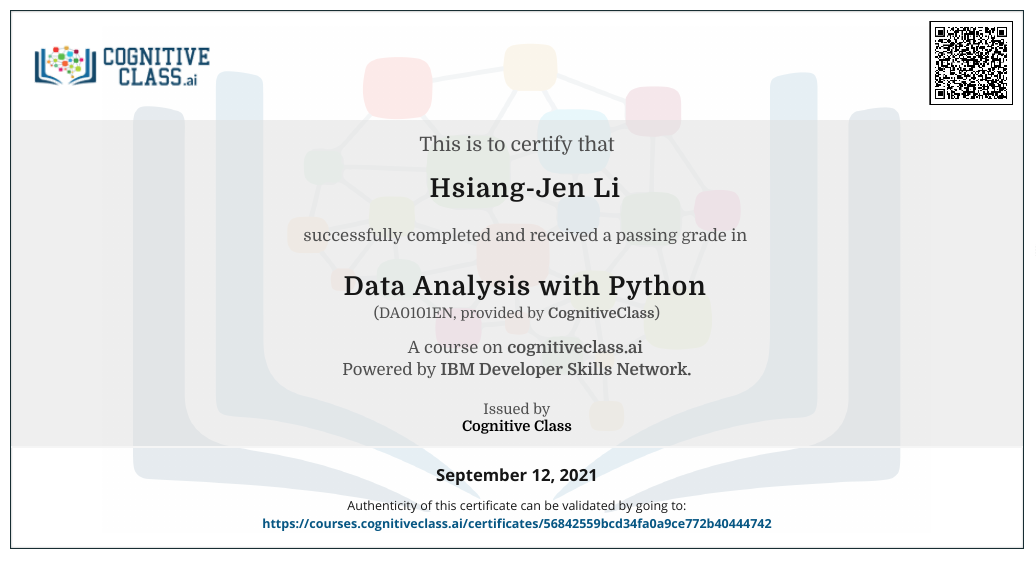 COGNITIVE
CLASS.ai
This is to certify that
Hsiang-Jen Li
successfully completed and received a passing grade in
Data Analysis with Python
(DA0101EN, provided by CognitiveClass)
A course on cognitiveclass.ai
Powered by IBM Developer Skills Network.
Issued by
Cognitive Class
September 12, 2021
Authenticity of this certificate can be validated by going to:
https://courses.cognitiveclass.ai/certificates/56842559bcd34fa0a9ce772b40444742